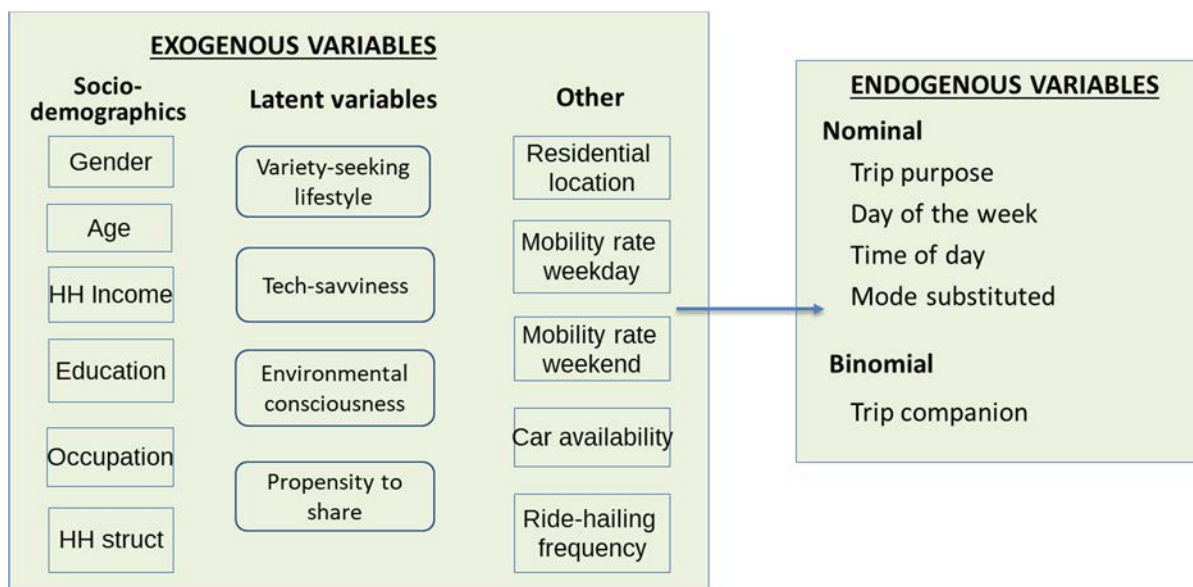 EXOGENOUS VARIABLES
Socio-
demographics
Gender
Age
HH Income
Education
Occupation
HH struct
Latent variables
Variety-seeking
lifestyle
Tech-savviness
Environmental
consciousness
Propensity to
share
Other
Residential
location
Mobility rate
weekday
Mobility rate
weekend
Car availability
Ride-hailing
frequency
ENDOGENOUS VARIABLES
Nominal
Trip purpose
Day of the week
Time of day
Mode substituted
Binomial
Trip companion